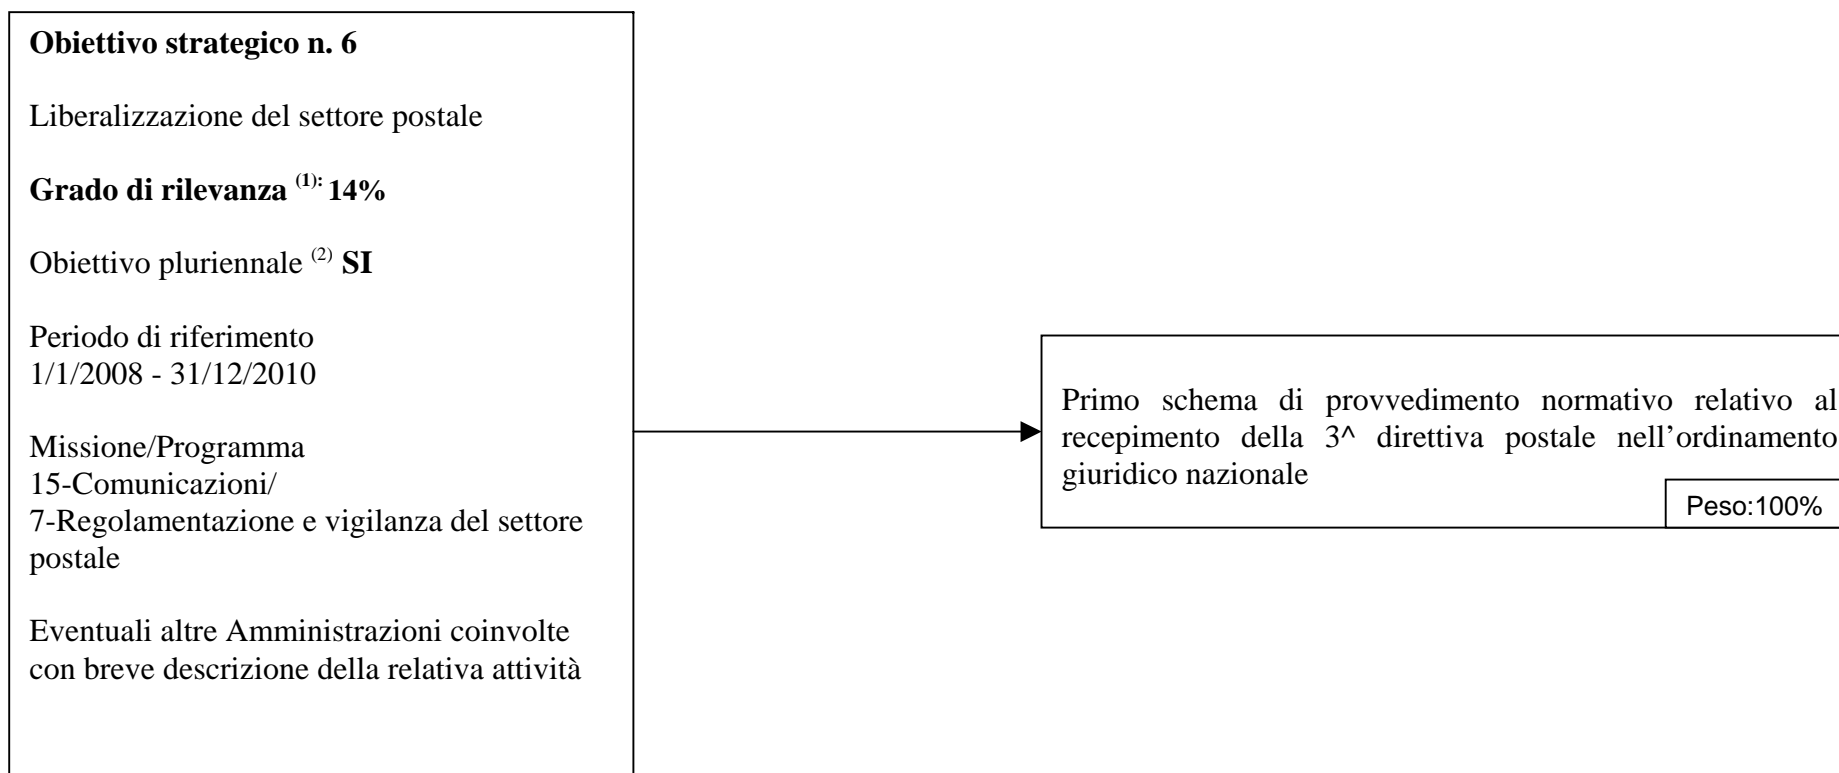 Obiettivo strategico n. 6
Liberalizzazione del settore postale
Grado di rilevanza (1): 14%
Obiettivo pluriennale (2) SI
Periodo di riferimento
1/1/2008 - 31/12/2010
Missione/Programma
15-Comunicazioni/
7-Regolamentazione e vigilanza del settore
postale
Eventuali altre Amministrazioni coinvolte
con breve descrizione della relativa attività
Primo schema di provvedimento normativo relativo al
recepimento della 3^ direttiva postale nell’ordinamento
giuridico nazionale
Peso:100%